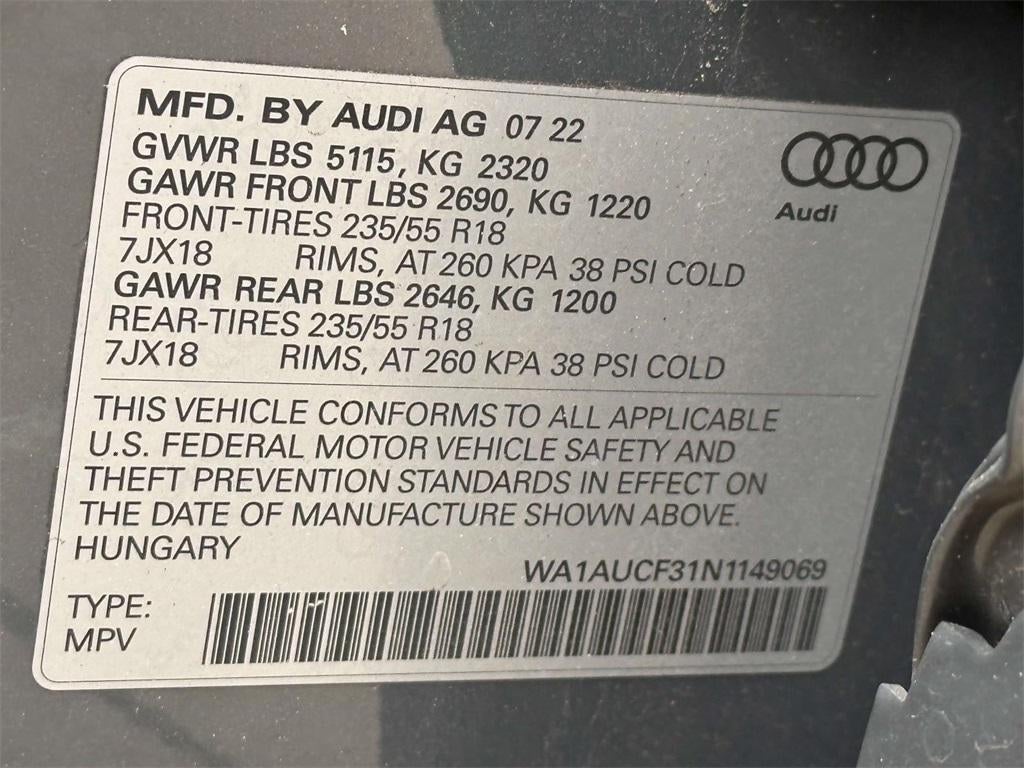 MFD. BY AUDI AG 07 22
GVWR LBS 5115, KG 2320
GAWR FRONT LBS 2690, KG 1220
FRONT-TIRES 235/55 R18
7JX18 RIMS, AT 260 KPA 38 PSI COLD
GAWR REAR LBS 2646, KG 1200
REAR-TIRES 235/55 R18
7JX18 RIMS, AT 260 KPA 38 PSI COLD
Audi
THIS VEHICLE CONFORMS TO ALL APPLICABLE
U.S. FEDERAL MOTOR VEHICLE SAFETY AND
THEFT PREVENTION STANDARDS IN EFFECT ON
THE DATE OF MANUFACTURE SHOWN ABOVE.
HUNGARY
WA1AUCF31N1149069
TYPE:
MPV